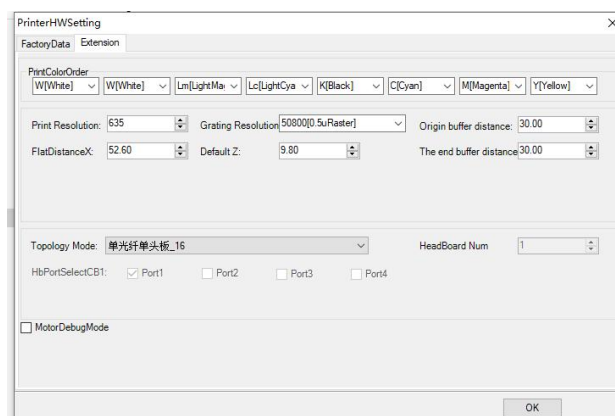 PrinterHWSetting
FactoryData Extension
PrintColorOrder
W[White] W[White] Lm[LightMa Lc[LightCya K[Black] C[Cyan] M[Magenta] Y[Yellow]
Print Resolution: 635 Grating Resolution 50800[0.5uRaster] Origin buffer distance: 30.00
FlatDistanceX: 52.60 Default Z: 9.80 The end buffer distance 30.00
Topology Mode: 单光纤单头板_16 HeadBoard Num 1
HbPortSelectCB1: Port1 Port2 Port3 Port4
MotorDebugMode
OK